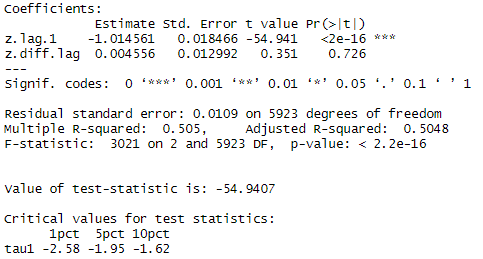 Coefficients:
           Estimate Std. Error t value Pr(>|t|)
z.lag.1    -1.014561   0.018466 -54.941   <2e-16 ***
z.diff.lag  0.004556   0.012992   0.351    0.726
---
Signif. codes:  0 ‘***’ 0.001 ‘**’ 0.01 ‘*’ 0.05 ‘.’ 0.1 ‘ ’ 1
Residual standard error: 0.0109 on 5923 degrees of freedom
Multiple R-squared:  0.505,     Adjusted R-squared:  0.5048
F-statistic:  3021 on 2 and 5923 DF,  p-value: < 2.2e-16
Value of test-statistic is: -54.9407
Critical values for test statistics:
      1pct  5pct 10pct
tau1 -2.58 -1.95 -1.62